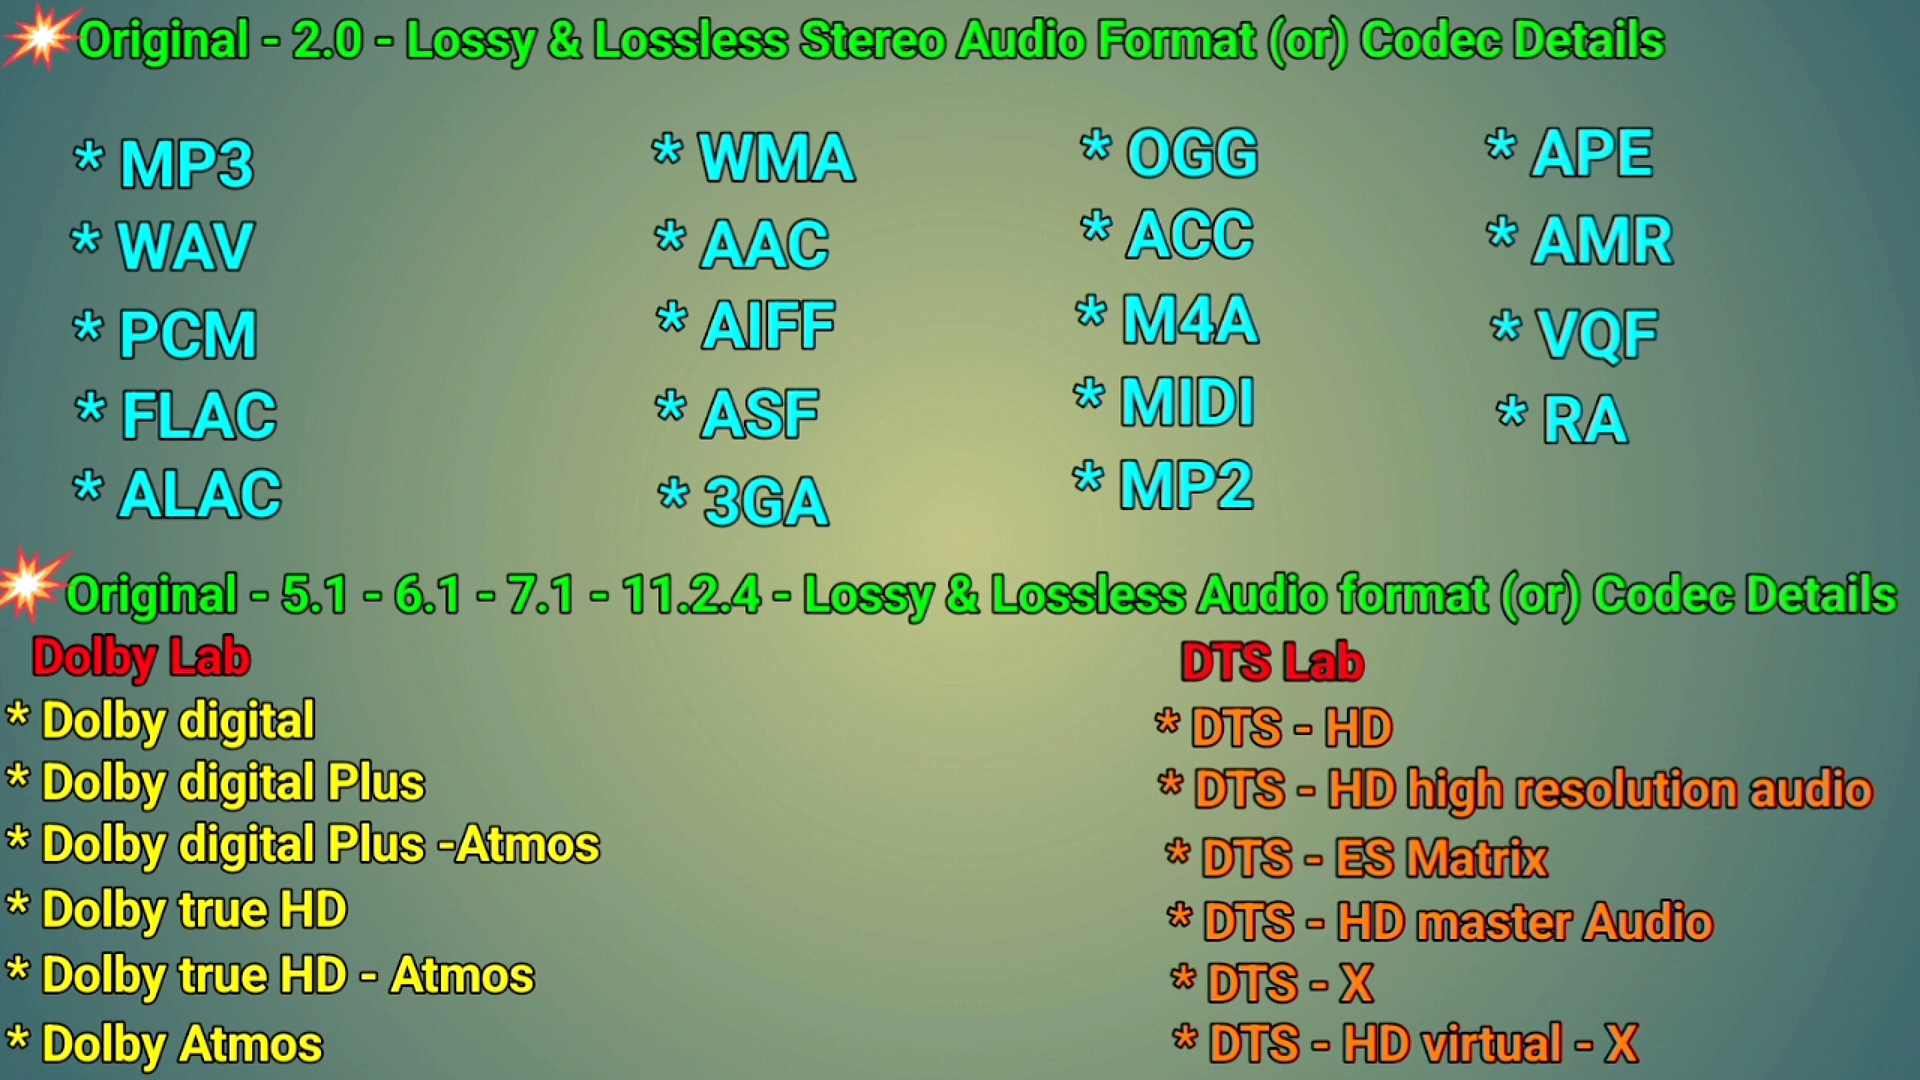 Original - 2.0 - Lossy & Lossless Stereo Audio Format (or) Codec Details
* MP3
* WAV
* PCM
* FLAC
* ALAC
* WMA
* AAC
* AIFF
* ASF
* 3GA
* OGG
* ACC
* M4A
* MIDI
* MP2
* APE
* AMR
* VQF
* RA
Original - 5.1 - 6.1 - 7.1 - 11.2.4 - Lossy & Lossless Audio format (or) Codec Details
Dolby Lab
* Dolby digital
* Dolby digital Plus
* Dolby digital Plus -Atmos
* Dolby true HD
* Dolby true HD - Atmos
* Dolby Atmos
DTS Lab
* DTS - HD
* DTS - HD high resolution audio
* DTS - ES Matrix
* DTS - HD master Audio
* DTS - X
* DTS - HD virtual - X